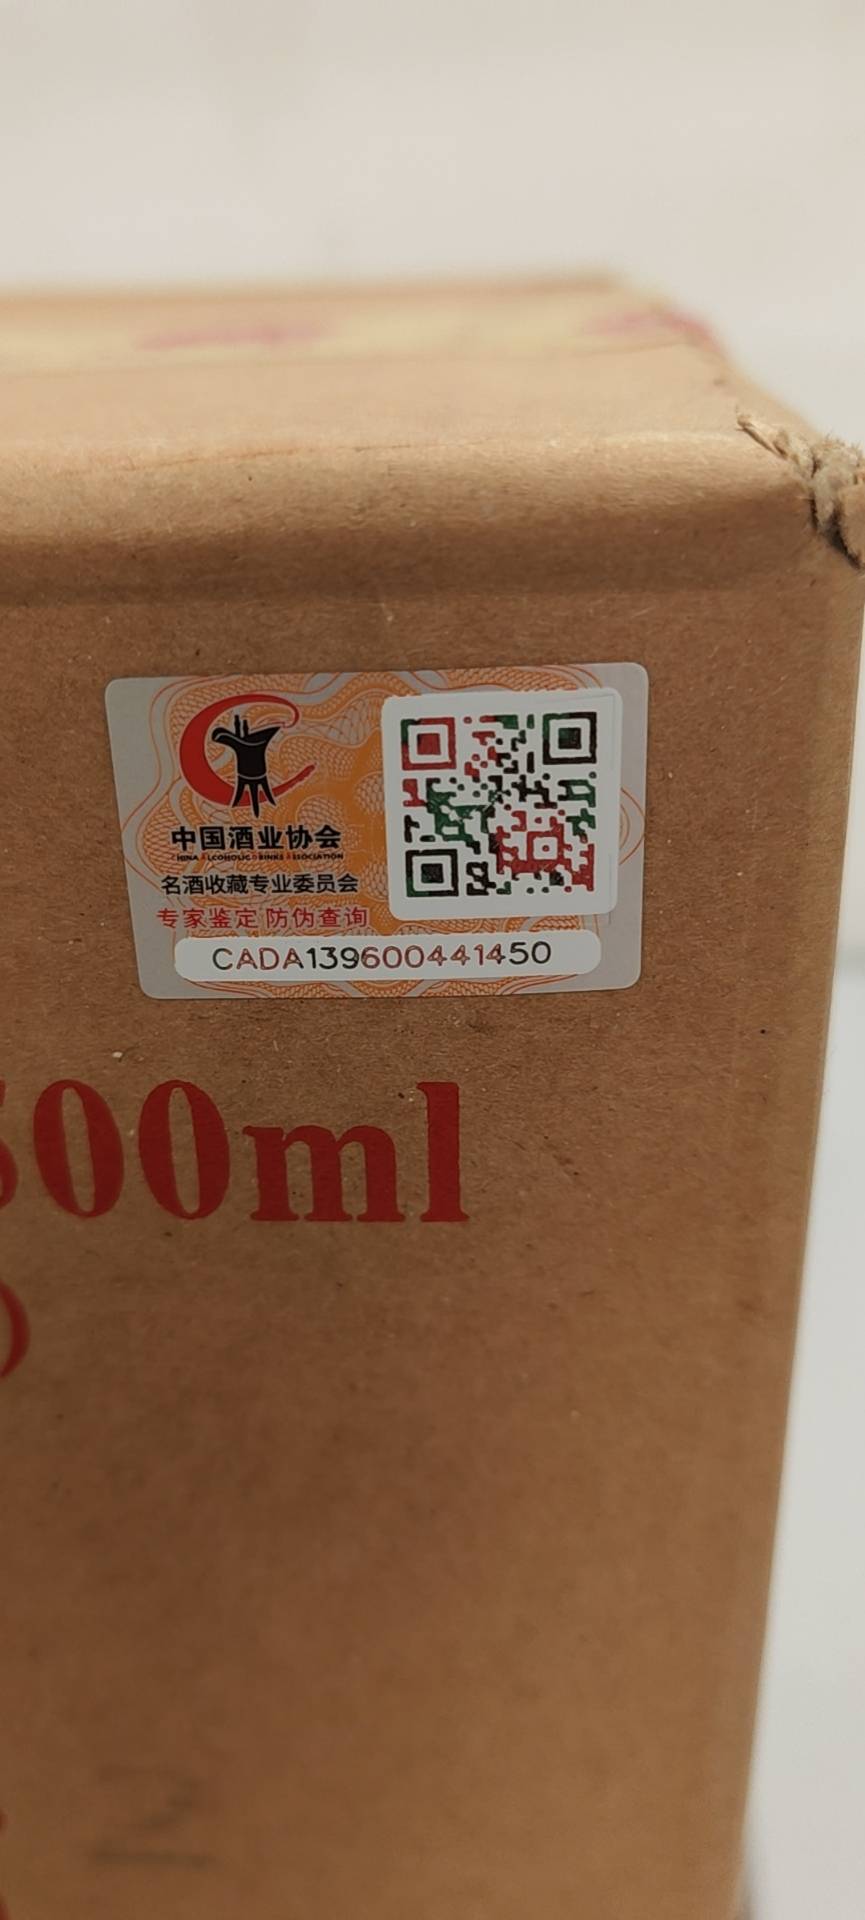 中国酒业协会
CHINA ALCOHOLIC DRINKS ASSOCIATION
名酒收藏专业委员会
专家鉴定 防伪查询
CADA139600441450
500ml
)